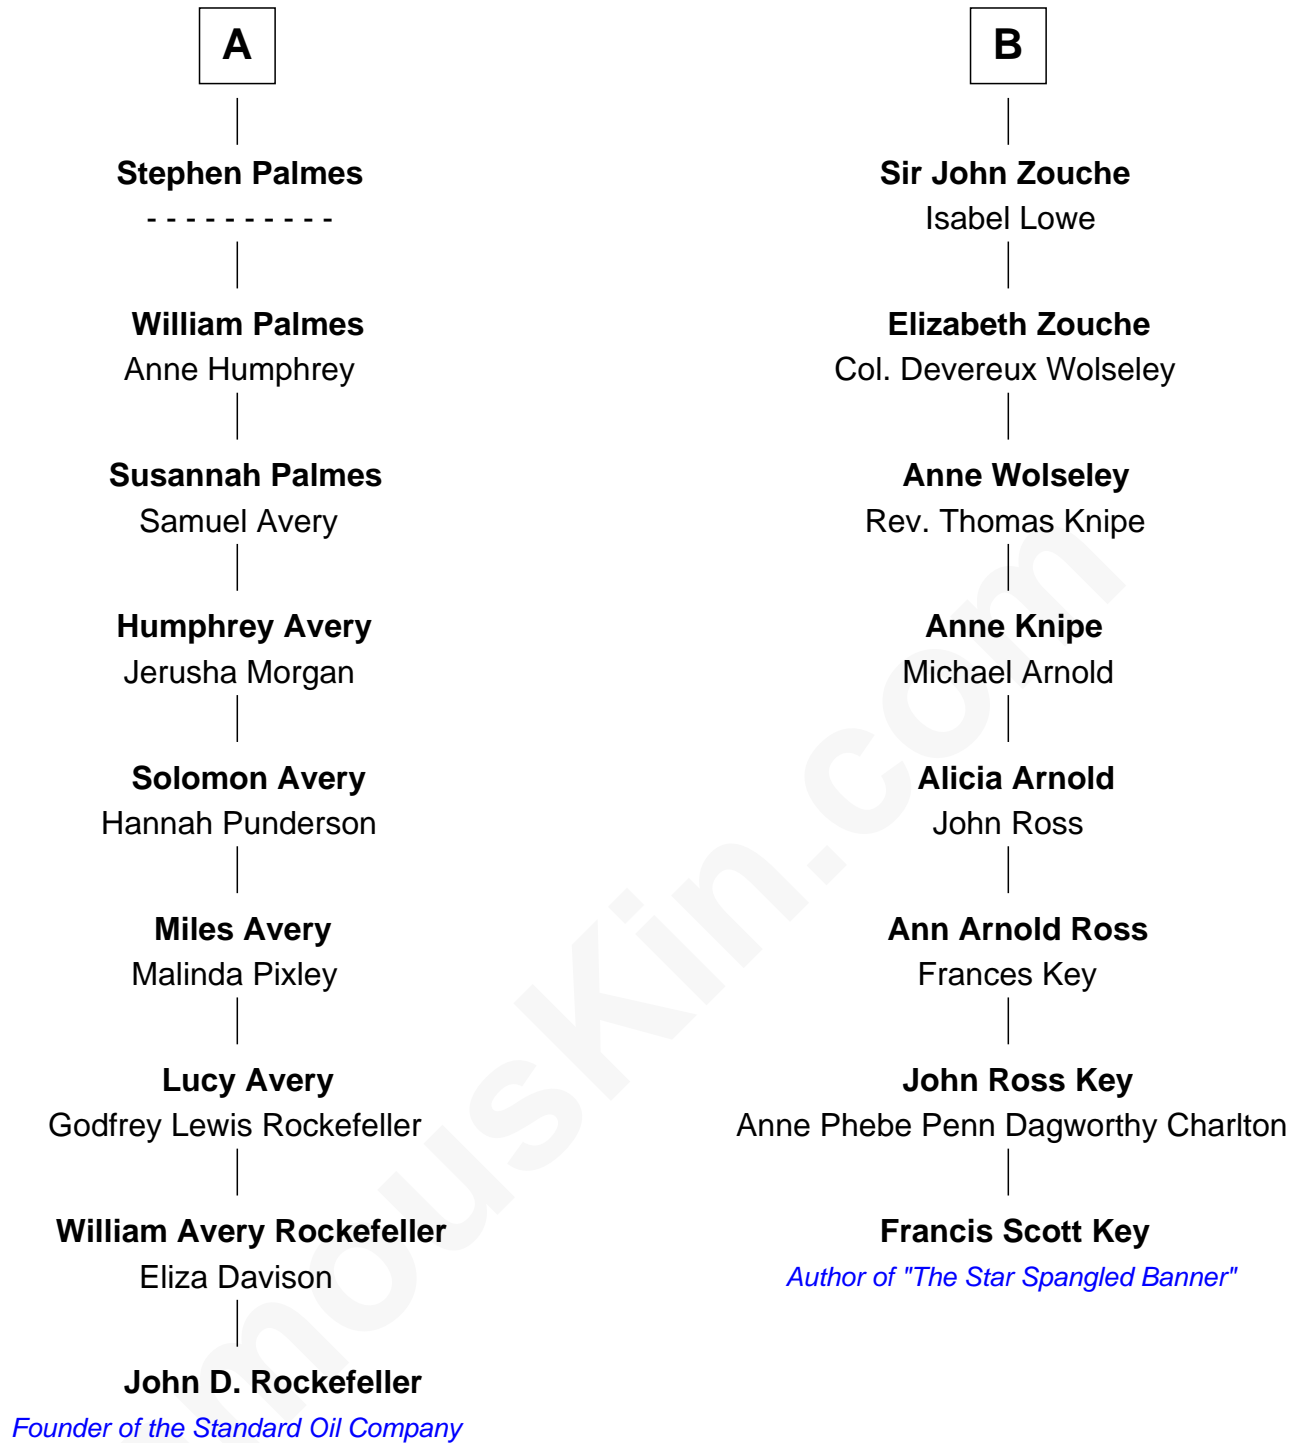 A
Stephen Palmes
- - - - - - - - - -
William Palmes
Anne Humphrey
Susannah Palmes
Samuel Avery
Humphrey Avery
Jerusha Morgan
Solomon Avery
Hannah Punderson
Miles Avery
Malinda Pixley
Lucy Avery
Godfrey Lewis Rockefeller
William Avery Rockefeller
Eliza Davison
John D. Rockefeller
Founder of the Standard Oil Company
B
Sir John Zouche
Isabel Lowe
Elizabeth Zouche
Col. Devereux Wolseley
Anne Wolseley
Rev. Thomas Knipe
Anne Knipe
Michael Arnold
Alicia Arnold
John Ross
Ann Arnold Ross
Frances Key
John Ross Key
Anne Phebe Penn Dagworthy Charlton
Francis Scott Key
Author of "The Star Spangled Banner"
mousKin.com